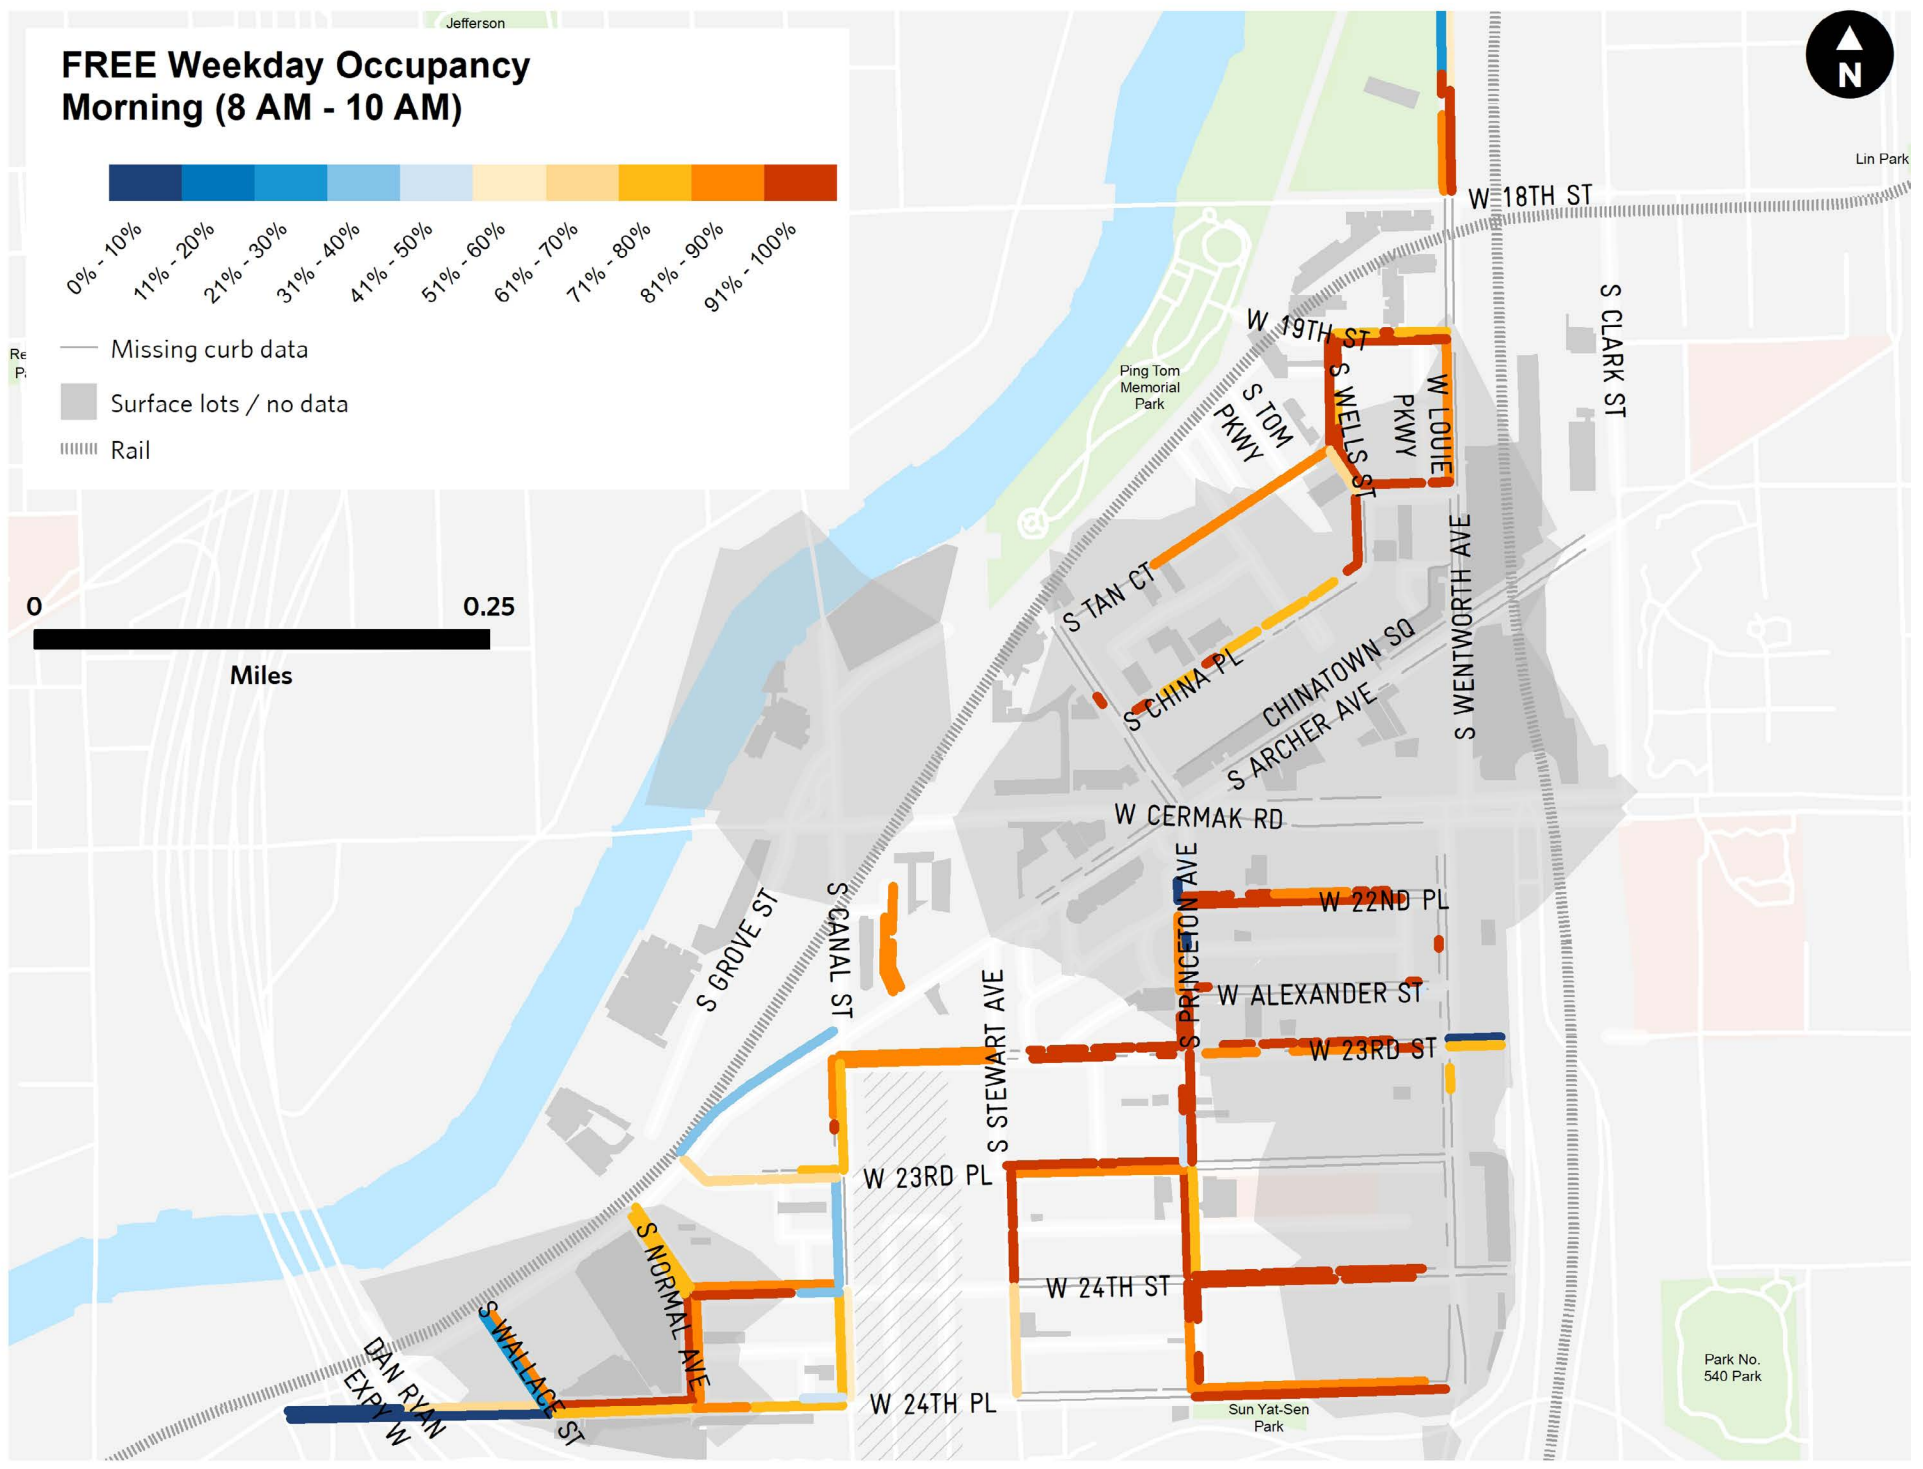 Jefferson
FREE Weekday Occupancy
Morning (8 AM - 10 AM)
0% - 10%
11% - 20%
21% - 30%
31% - 40%
41% - 50%
51% - 60%
61% - 70%
71% - 80%
81% - 90%
91% - 100%
Missing curb data
Surface lots / no data
Rail
N
Lin Park
W 18TH ST
S CLARK ST
W 19TH ST
Re
P
Ping Tom
Memorial
Park
S TOM
PKWY
S WELLS ST
W LOUIE
PKWY
0
0.25
Miles
S TAN CT
S WENTWORTH AVE
S CHINA PL
CHINATOWN SQ
S ARCHER AVE
W CERMAK RD
S PRINCETON AVE
W 22ND PL
S GROVE ST
S CANAL ST
S STEWART AVE
W ALEXANDER ST
W 23RD ST
W 23RD PL
S NORMAL AVE
W 24TH ST
S WALLACE ST
DAN RYAN
EXPY W
W 24TH PL
Sun Yat-Sen
Park
Park No.
540 Park